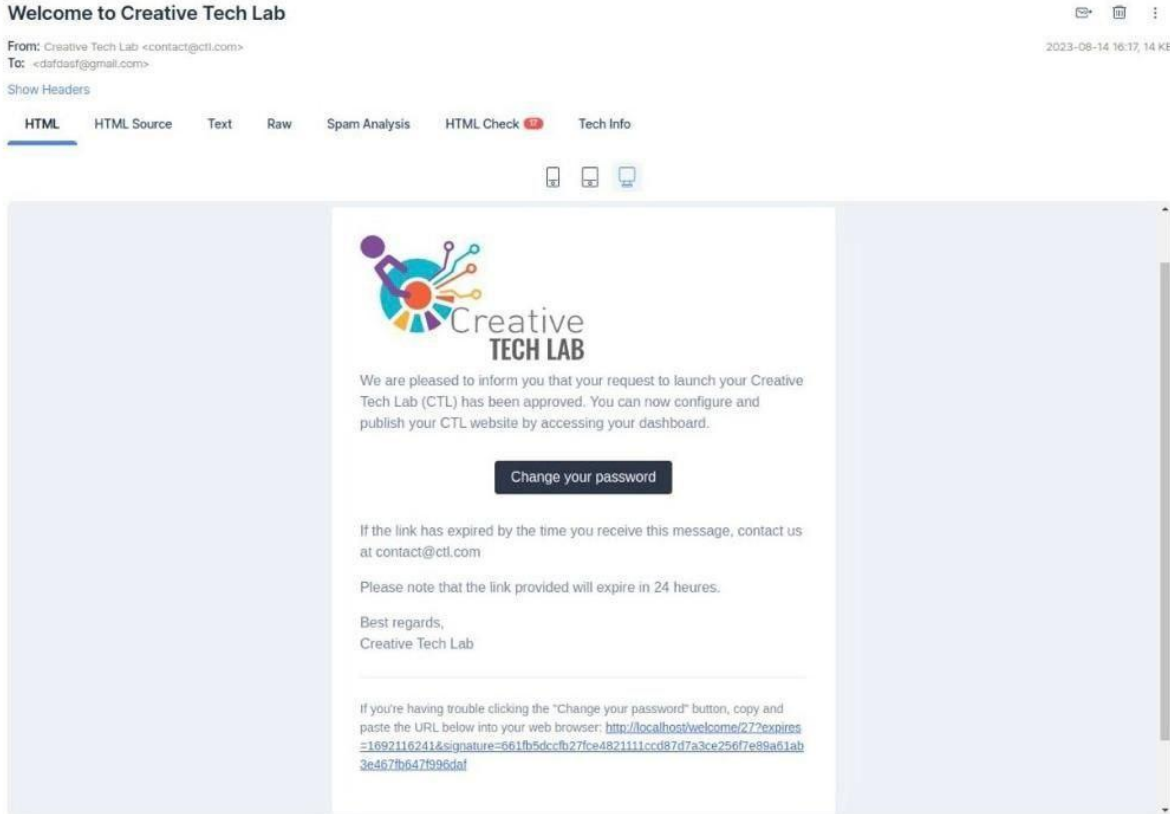 Welcome to Creative Tech Lab
From: Creative Tech Lab <contact@ctl.com>
To: <dafdasf@gmail.com>
2023-08-14 16:17, 14 KB
Show Headers
HTML HTML Source Text Raw Spam Analysis HTML Check 17 Tech Info
Creative
TECH LAB
We are pleased to inform you that your request to launch your Creative
Tech Lab (CTL) has been approved. You can now configure and
publish your CTL website by accessing your dashboard.
Change your password
If the link has expired by the time you receive this message, contact us
at contact@ctl.com
Please note that the link provided will expire in 24 heures.
Best regards,
Creative Tech Lab
If you're having trouble clicking the "Change your password" button, copy and
paste the URL below into your web browser: http://localhost/welcome/27?expires
=1692116241&signature=661fb5dccfb27fce4821111ccd87d7a3ce256f7e89a61ab
3e467fb647f996daf